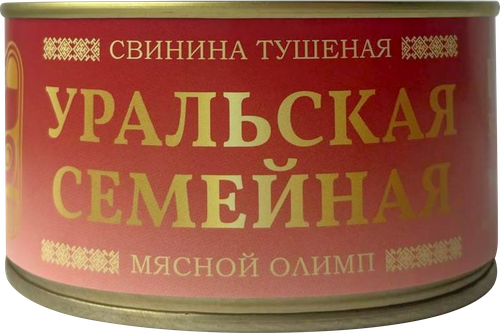 СВИНИНА ТУШЕНАЯ
УРАЛЬСКАЯ
СЕМЕЙНАЯ
МЯСНОЙ ОЛИМП